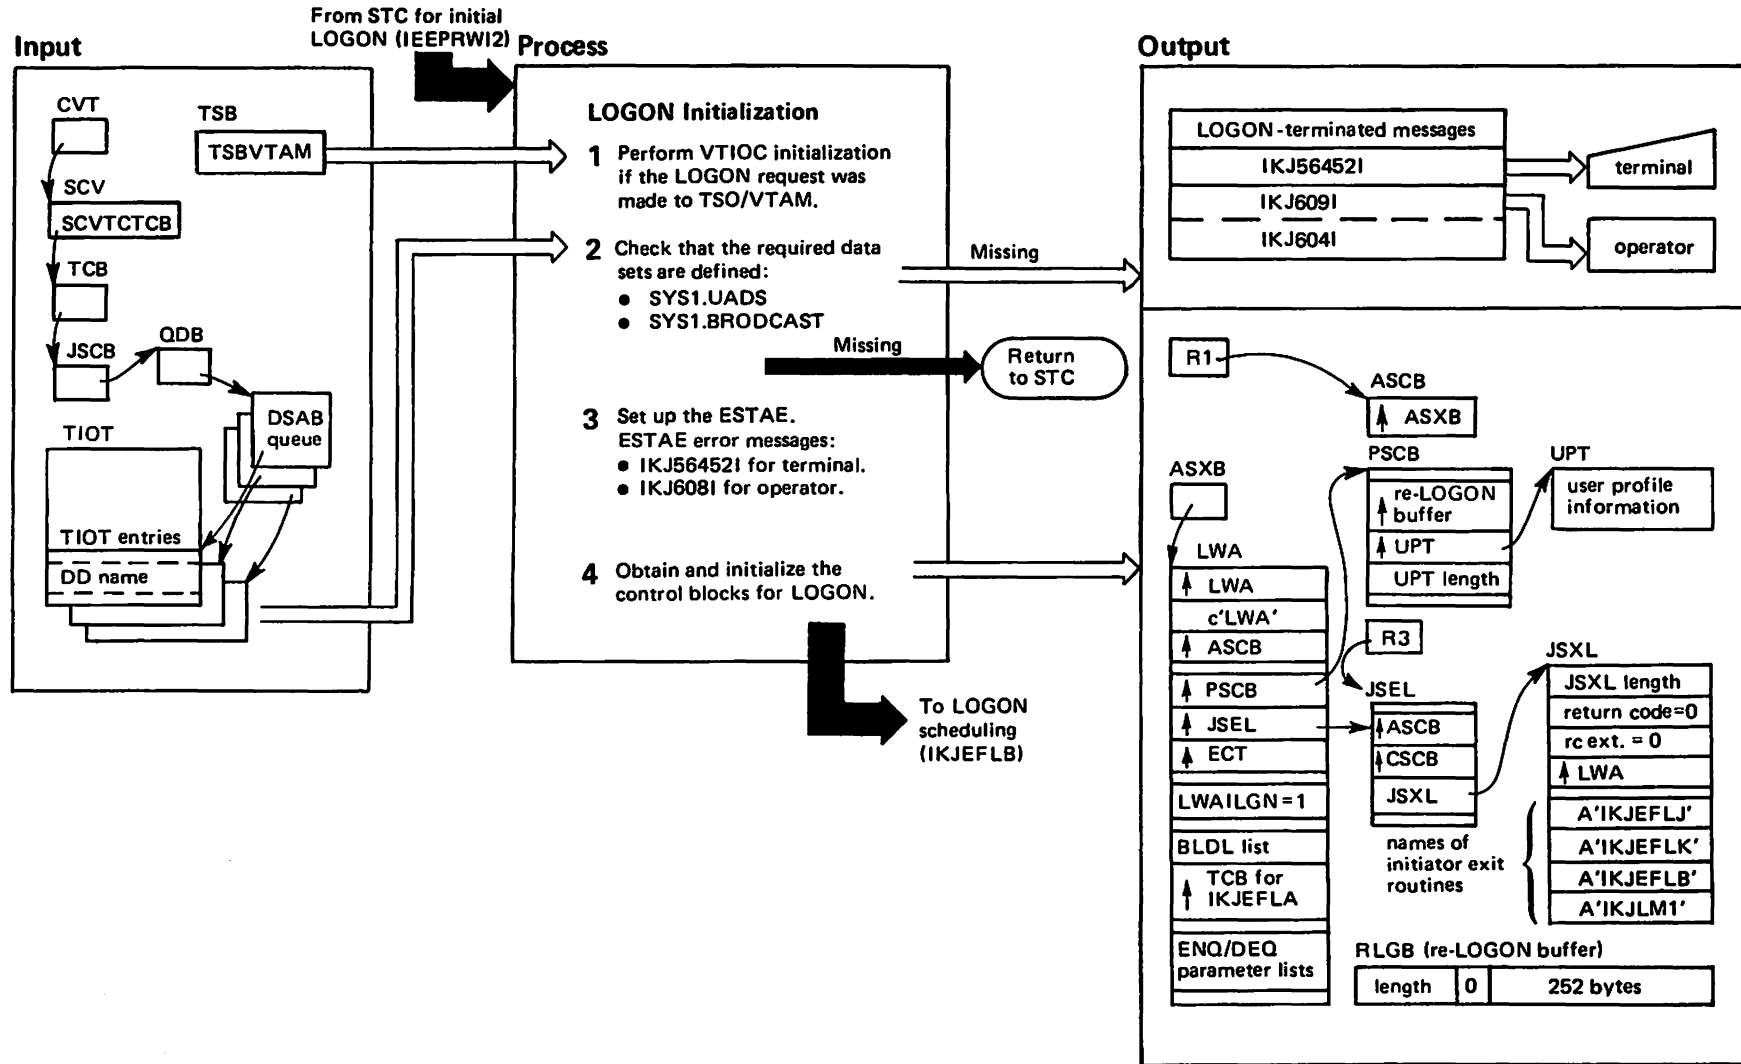 From STC for initial
LOGON (IEEPRWI2)
Input
Process
Output
CVT
TSB
TSBVTAM
SCV
SCVTCTCB
TCB
JSCB
QDB
DSAB
queue
TIOT
TIOT entries
DD name
LOGON Initialization
1 Perform VTIOC initialization
if the LOGON request was
made to TSO/VTAM.
2 Check that the required data
sets are defined:
● SYS1.UADS
● SYS1.BRODCAST
Missing
Missing
Return
to STC
3 Set up the ESTAE.
ESTAE error messages:
● IKJ56452I for terminal.
● IKJ608I for operator.
4 Obtain and initialize the
control blocks for LOGON.
To LOGON
scheduling
(IKJEFLB)
LOGON-terminated messages
IKJ56452I
IKJ609I
IKJ604I
terminal
operator
R1
ASCB
ASXB
ASXB
PSCB
re-LOGON
buffer
UPT
UPT length
UPT
user profile
information
LWA
LWA
c'LWA'
ASCB
PSCB
JSEL
ECT
LWAILGN=1
BLDL list
TCB for
IKJEFLA
ENQ/DEQ
parameter lists
R3
JSEL
ASCB
CSCB
JSXL
names of
initiator exit
routines
JSXL
JSXL length
return code=0
rc ext. = 0
LWA
A'IKJEFLJ'
A'IKJEFLK'
A'IKJEFLB'
A'IKJLM1'
RLGB (re-LOGON buffer)
length 0 252 bytes